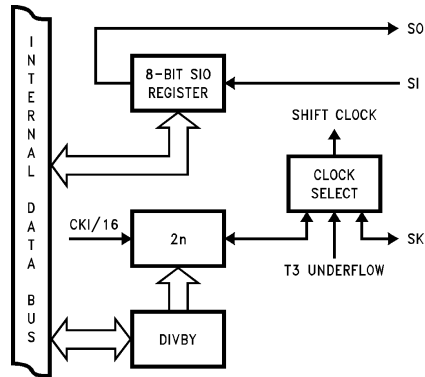 INTERNAL DATA BUS
SO
8-BIT SIO
REGISTER
SI
SHIFT CLOCK
CLOCK
SELECT
CKI/16
2n
SK
T3 UNDERFLOW
DIVBY